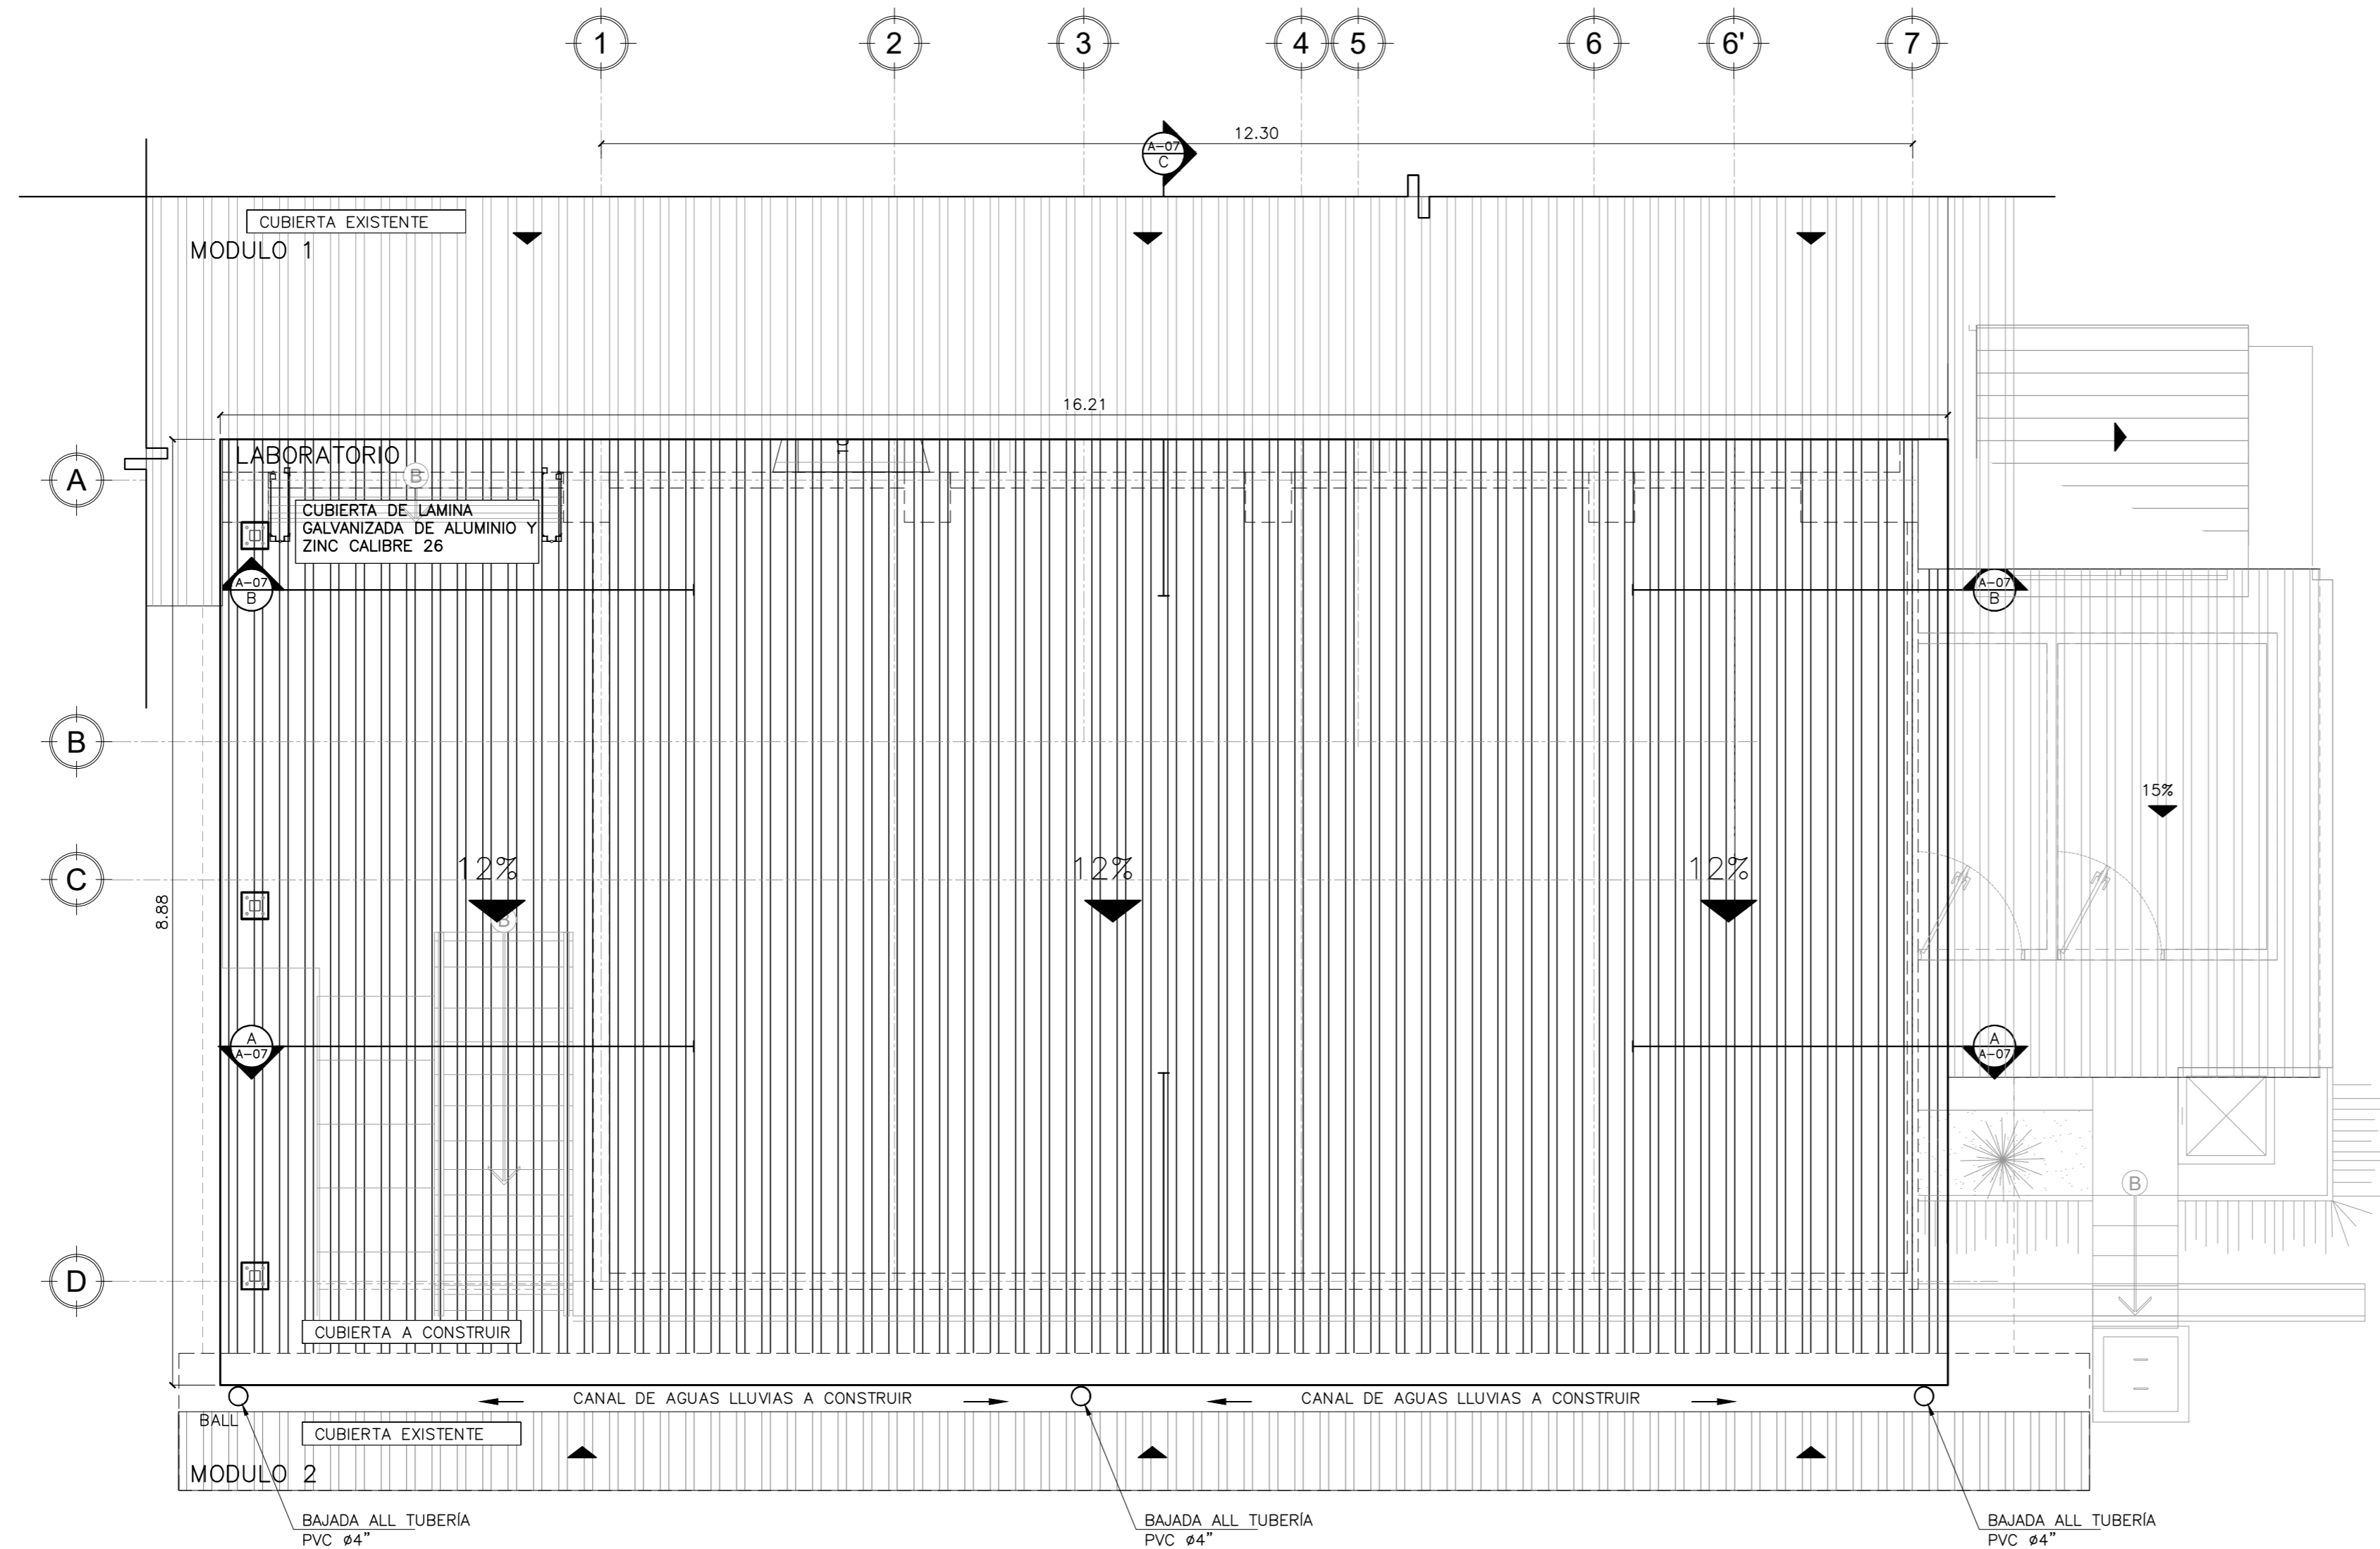 1
2
3
4
5
6
6'
7
12.30
A-07
C
CUBIERTA EXISTENTE
MODULO 1
16.21
A
LABORATORIO
10
B
CUBIERTA DE LAMINA
GALVANIZADA DE ALUMINIO Y
ZINC CALIBRE 26
A-07
B
A-07
B
B
15%
C
12%
12%
12%
8.88
B
A
A-07
A
A-07
B
D
CUBIERTA A CONSTRUIR
CANAL DE AGUAS LLUVIAS A CONSTRUIR
CANAL DE AGUAS LLUVIAS A CONSTRUIR
BALL
CUBIERTA EXISTENTE
MODULO 2
BAJADA ALL TUBERÍA
PVC ø4"
BAJADA ALL TUBERÍA
PVC ø4"
BAJADA ALL TUBERÍA
PVC ø4"